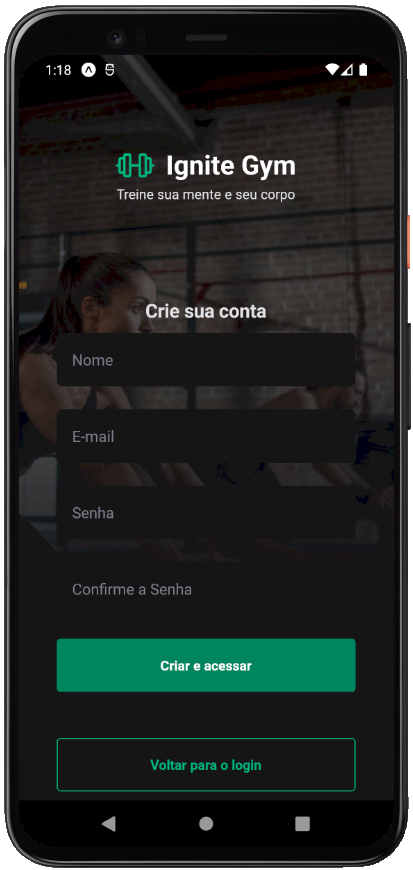 1:18
Ignite Gym
Treine sua mente e seu corpo
Crie sua conta
Nome
E-mail
Senha
Confirme a Senha
Criar e acessar
Voltar para o login